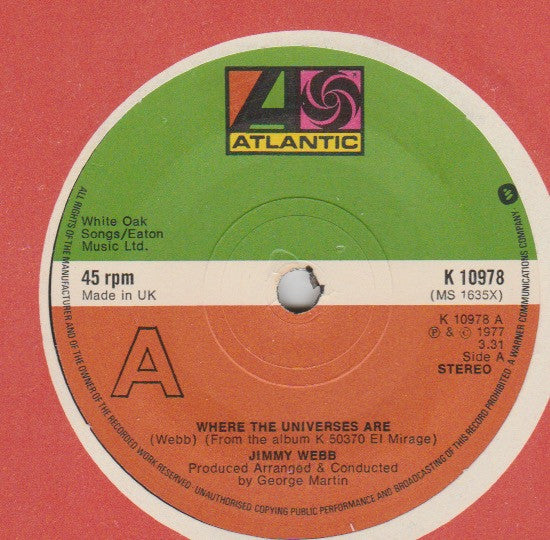 ATLANTIC
White Oak
Songs/Eaton
Music Ltd.
45 rpm
Made in UK
K 10978
(MS 1635X)
K 10978 A
℗ & © 1977
3.31
Side A
STEREO
A
WHERE THE UNIVERSES ARE
(Webb) (From the album K 50370 El Mirage)
JIMMY WEBB
Produced Arranged & Conducted
by George Martin
ALL RIGHTS OF THE MANUFACTURER AND OF THE OWNER OF THE RECORDED WORK RESERVED. UNAUTHORISED COPYING PUBLIC PERFORMANCE AND BROADCASTING OF THIS RECORD PROHIBITED. A WARNER COMMUNICATIONS COMPANY.